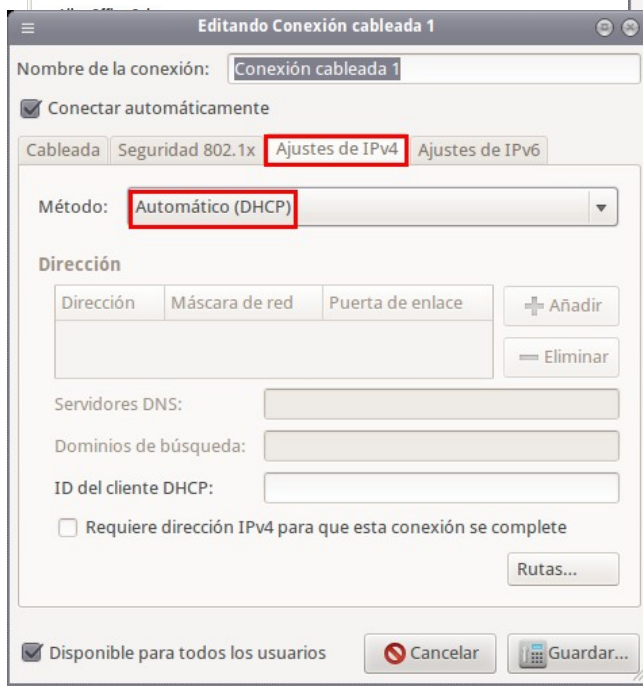 Editando Conexión cableada 1
Nombre de la conexión: Conexión cableada 1
Conectar automáticamente
Cableada Seguridad 802.1x Ajustes de IPv4 Ajustes de IPv6
Método: Automático (DHCP)
Dirección
Dirección Máscara de red Puerta de enlace Añadir
Eliminar
Servidores DNS:
Dominios de búsqueda:
ID del cliente DHCP:
Requiere dirección IPv4 para que esta conexión se complete
Rutas...
Disponible para todos los usuarios Cancelar Guardar...